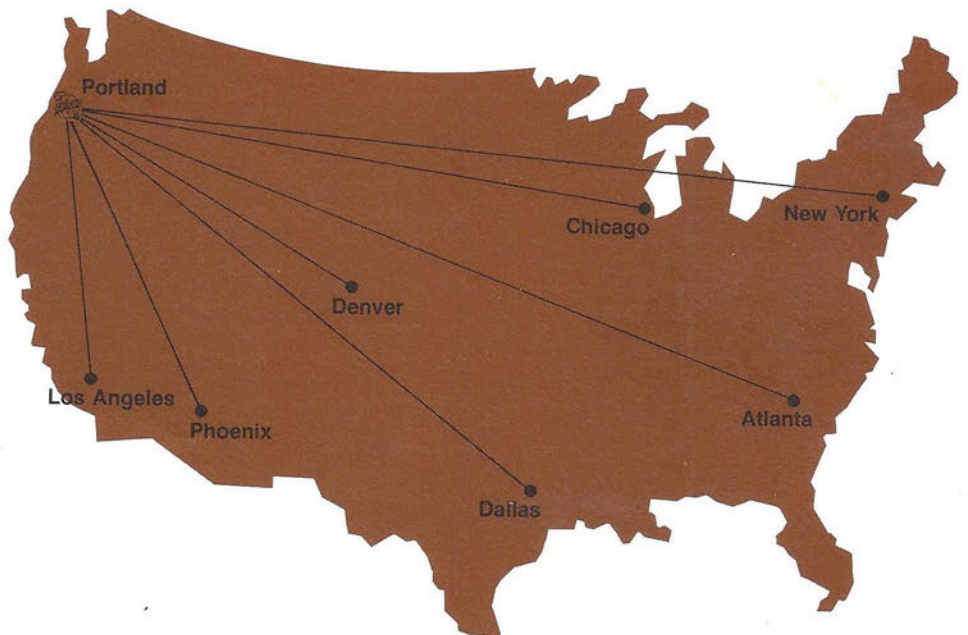 Portland
New York
Chicago
Denver
Los Angeles
Atlanta
Phoenix
Dallas